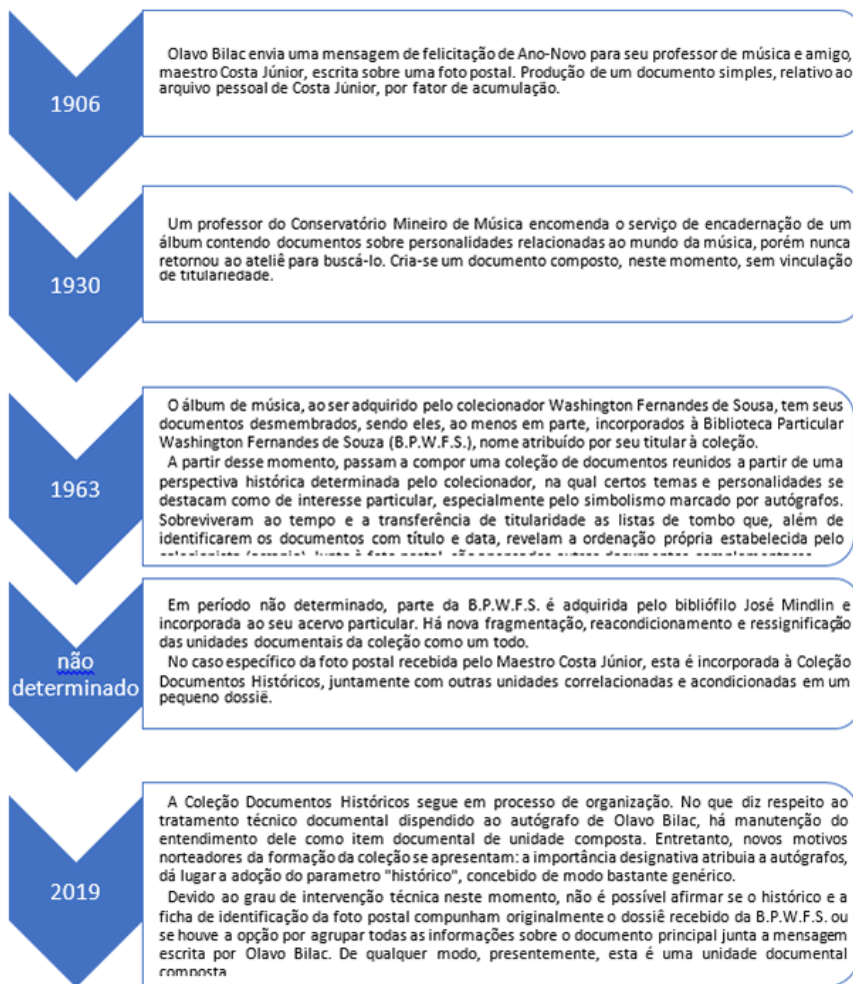 1906
Olavo Bilac envia uma mensagem de felicitação de Ano-Novo para seu professor de música e amigo,
maestro Costa Júnior, escrita sobre uma foto postal. Produção de um documento simples, relativo ao
arquivo pessoal de Costa Júnior, por fator de acumulação.
1930
Um professor do Conservatório Mineiro de Música encomenda o serviço de encadernação de um
álbum contendo documentos sobre personalidades relacionadas ao mundo da música, porém nunca
retornou ao ateliê para buscá-lo. Cria-se um documento composto, neste momento, sem vinculação
de titulariedade.
1963
O álbum de música, ao ser adquirido pelo colecionador Washington Fernandes de Sousa, tem seus
documentos desmembrados, sendo eles, ao menos em parte, incorporados à Biblioteca Particular
Washington Fernandes de Souza (B.P.W.F.S.), nome atribuído por seu titular à coleção.
A partir desse momento, passam a compor uma coleção de documentos reunidos a partir de uma
perspectiva histórica determinada pelo colecionador, na qual certos temas e personalidades se
destacam como de interesse particular, especialmente pelo simbolismo marcado por autógrafos.
Sobreviveram ao tempo e a transferência de titularidade as listas de tombo que, além de
identificarem os documentos com título e data, revelam a ordenação própria estabelecida pelo
não
determinado
Em período não determinado, parte da B.P.W.F.S. é adquirida pelo bibliófilo José Mindlin e
incorporada ao seu acervo particular. Há nova fragmentação, reacondicionamento e ressignificação
das unidades documentais da coleção como um todo.
No caso específico da foto postal recebida pelo Maestro Costa Júnior, esta é incorporada à Coleção
Documentos Históricos, juntamente com outras unidades correlacionadas e acondicionadas em um
pequeno dossiê.
2019
A Coleção Documentos Históricos segue em processo de organização. No que diz respeito ao
tratamento técnico documental dispendido ao autógrafo de Olavo Bilac, há manutenção do
entendimento dele como item documental de unidade composta. Entretanto, novos motivos
norteadores da formação da coleção se apresentam: a importância designativa atribuia a autógrafos,
dá lugar a adoção do parametro "histórico", concebido de modo bastante genérico.
Devido ao grau de intervenção técnica neste momento, não é possível afirmar se o histórico e a
ficha de identificação da foto postal compunham originalmente o dossiê recebido da B.P.W.F.S. ou
se houve a opção por agrupar todas as informações sobre o documento principal junta a mensagem
escrita por Olavo Bilac. De qualquer modo, presentemente, esta é uma unidade documental
composta